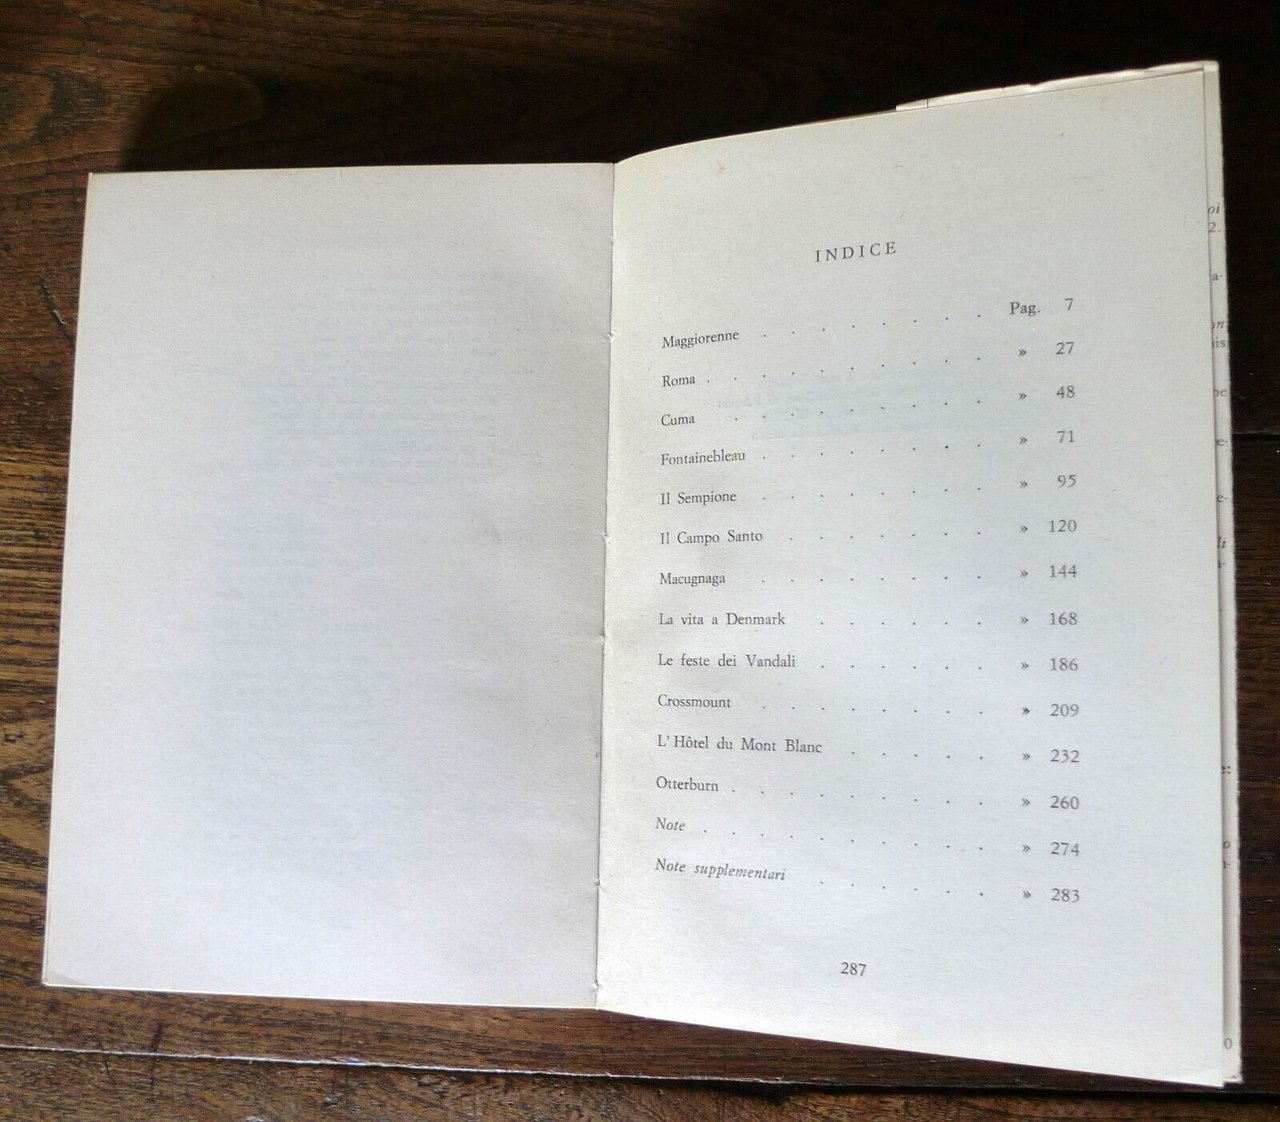 INDICE
Maggiorenne . . . . . . . . Pag. 7
Roma . . . . . . . . . . » 27
Cuma . . . . . . . . . » 48
Fontainebleau . . . . . . . . » 71
Il Sempione . . . . . . . . » 95
Il Campo Santo . . . . . . . » 120
Macugnaga . . . . . . . . » 144
La vita a Denmark . . . . . . » 168
Le feste dei Vandali . . . . . . » 186
Crossmount . . . . . . . . » 209
L'Hôtel du Mont Blanc . . . . . » 232
Otterburn . . . . . . . . . » 260
Note . . . . . . . . . . » 274
Note supplementari . . . . . . » 283
287